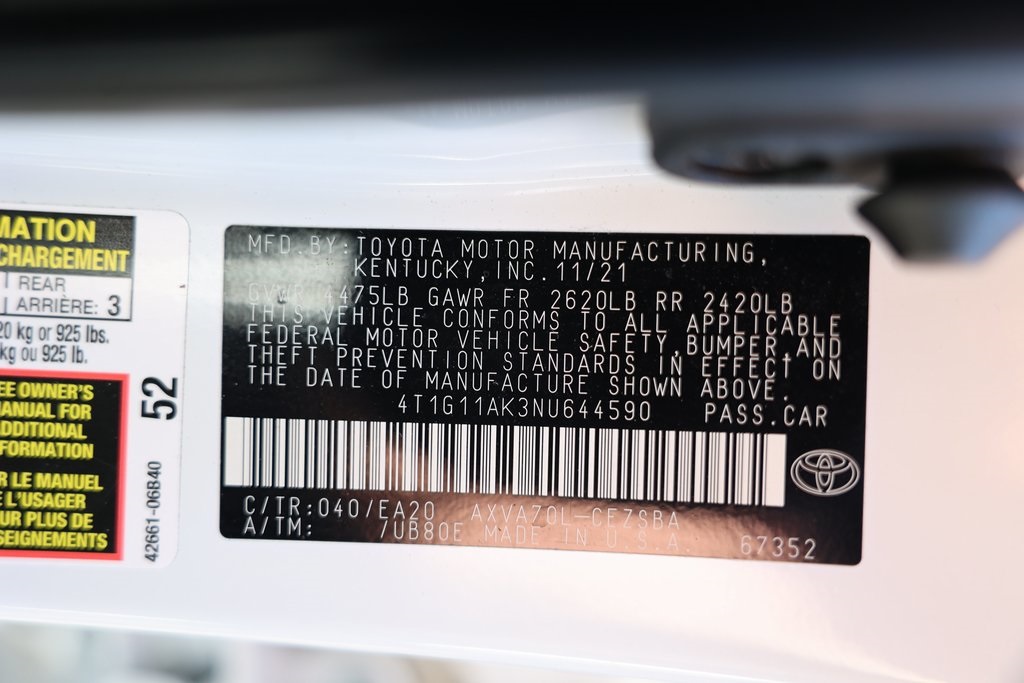 MATION
CHARGEMENT
REAR
ARRIÈRE: 3
20 kg or 925 lbs.
kg ou 925 lb.
EE OWNER'S
MANUAL FOR
ADDITIONAL
FORMATION
R LE MANUEL
E L'USAGER
UR PLUS DE
SEIGNEMENTS
52
42661-06B40
MFD. BY: TOYOTA MOTOR MANUFACTURING,
KENTUCKY, INC. 11/21
GVWR 4475LB GAWR FR 2620LB RR 2420LB
THIS VEHICLE CONFORMS TO ALL APPLICABLE
FEDERAL MOTOR VEHICLE SAFETY, BUMPER, AND
THEFT PREVENTION STANDARDS IN EFFECT ON
THE DATE OF MANUFACTURE SHOWN ABOVE.
4T1G11AK3NU644590 PASS. CAR
C/TR: 040/EA20 AXVA70L-CEZSBA
A/TM: /UB80E MADE IN U.S.A. 67352